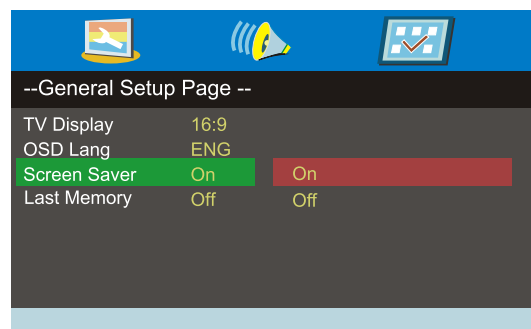 --General Setup Page --
TV Display 16:9
OSD Lang ENG
Screen Saver On On
Last Memory Off Off